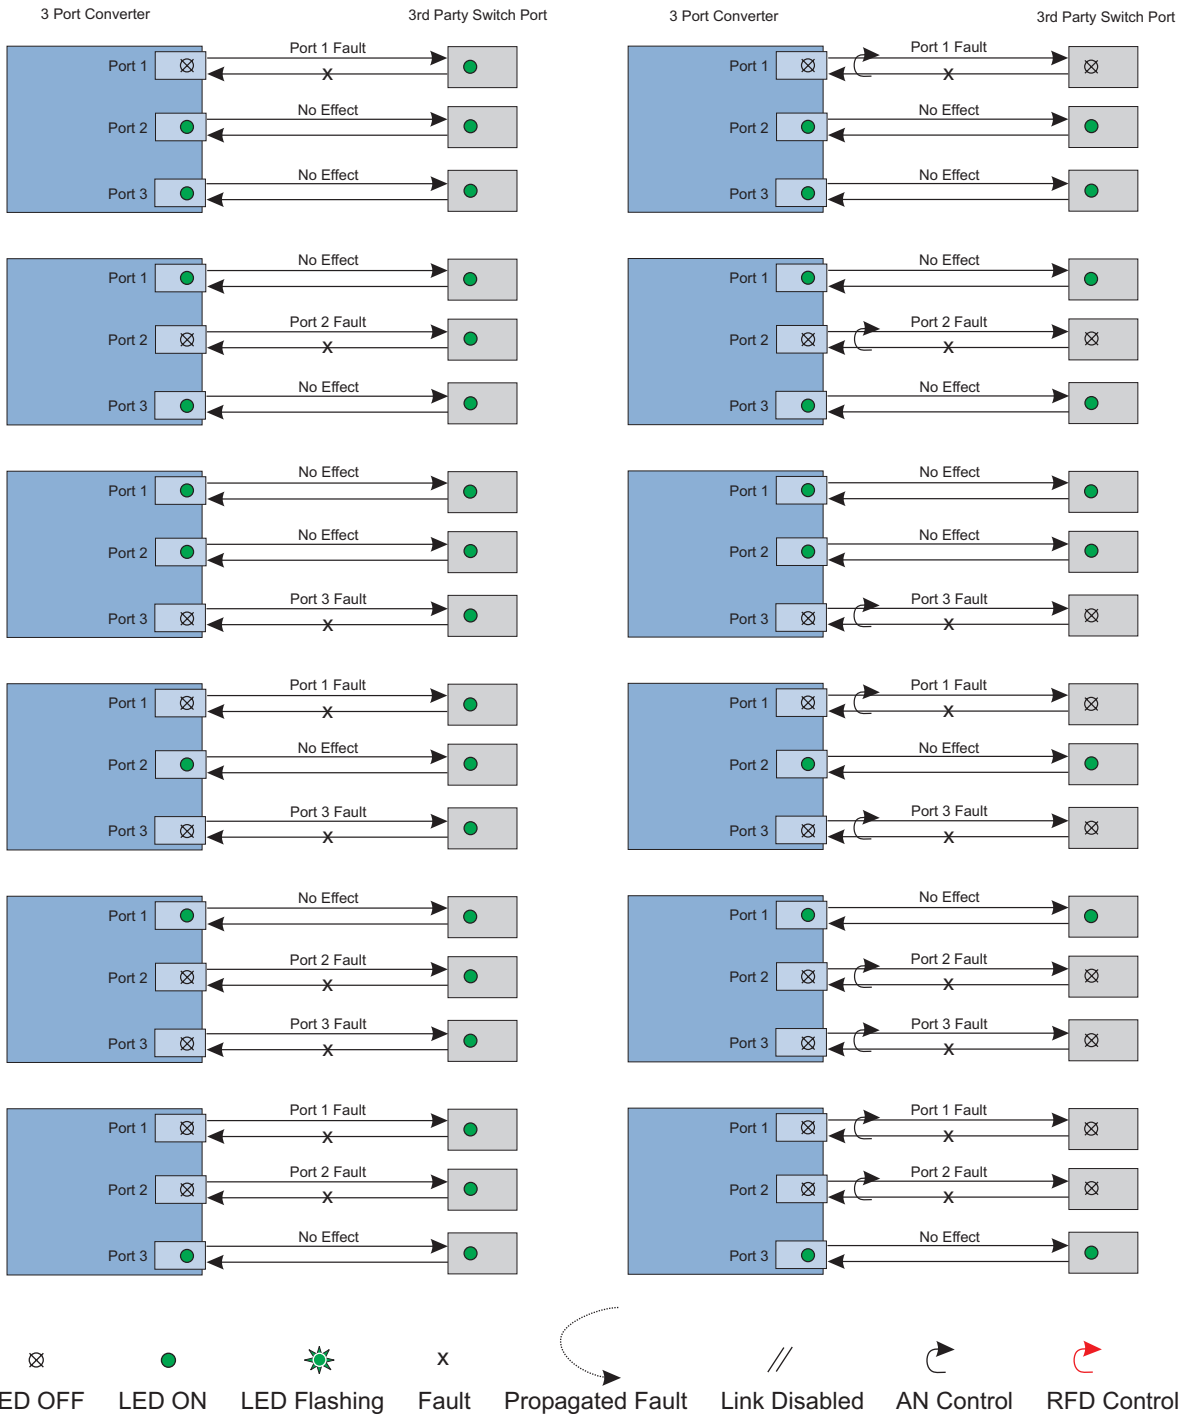 3 Port Converter 3rd Party Switch Port 3 Port Converter 3rd Party Switch Port
Port 1 Port 1 Fault X Port 1 Port 1 Fault X
Port 2 No Effect Port 2 No Effect
Port 3 No Effect Port 3 No Effect
Port 1 No Effect Port 1 No Effect
Port 2 Port 2 Fault X Port 2 Port 2 Fault X
Port 3 No Effect Port 3 No Effect
Port 1 No Effect Port 1 No Effect
Port 2 No Effect Port 2 No Effect
Port 3 Port 3 Fault X Port 3 Port 3 Fault X
Port 1 Port 1 Fault X Port 1 Port 1 Fault X
Port 2 No Effect Port 2 No Effect
Port 3 Port 3 Fault X Port 3 Port 3 Fault X
Port 1 No Effect Port 1 No Effect
Port 2 Port 2 Fault X Port 2 Port 2 Fault X
Port 3 Port 3 Fault X Port 3 Port 3 Fault X
Port 1 Port 1 Fault X Port 1 Port 1 Fault X
Port 2 Port 2 Fault X Port 2 Port 2 Fault X
Port 3 No Effect Port 3 No Effect
X
ED OFF LED ON LED Flashing Fault Propagated Fault Link Disabled AN Control RFD Control